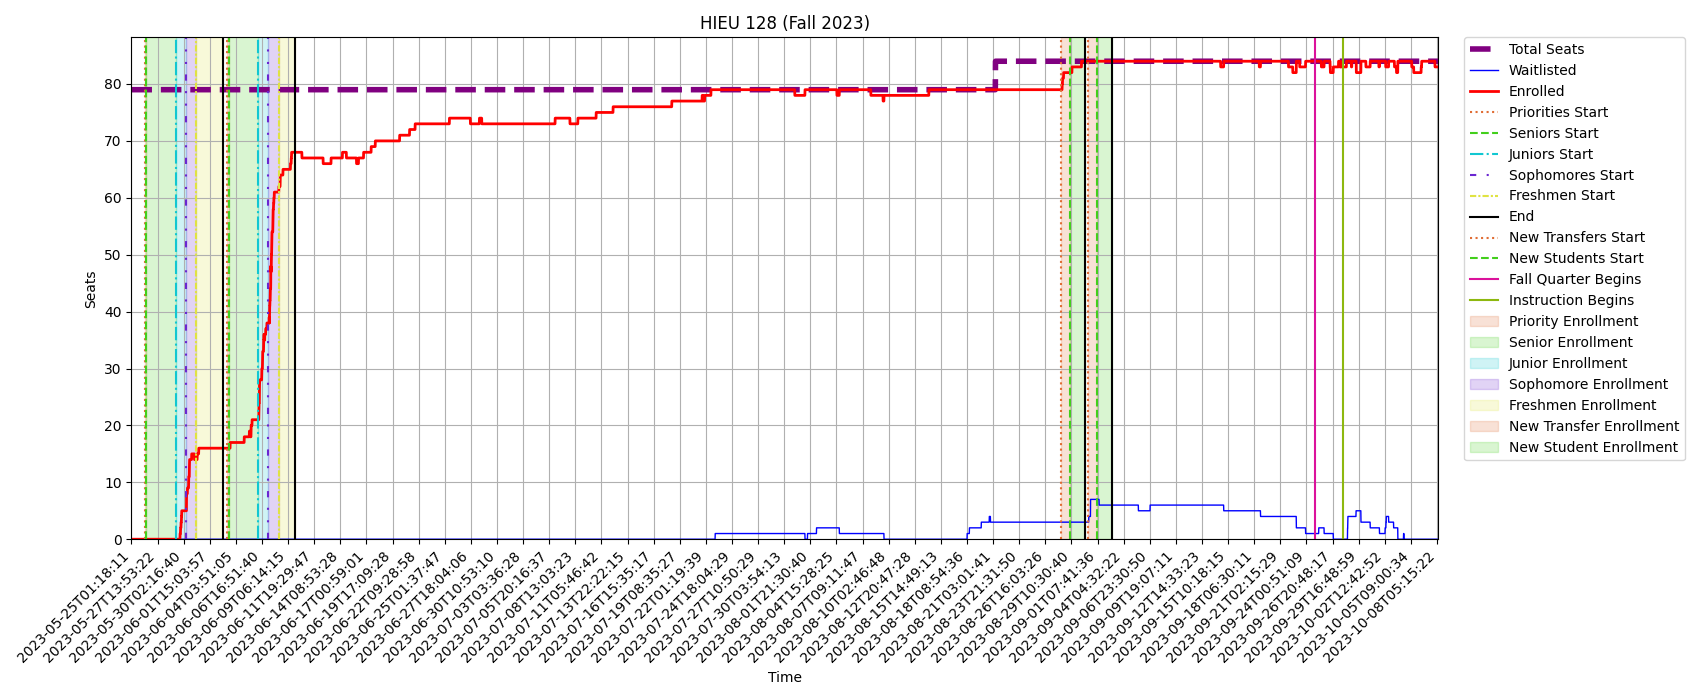 HIEU 128 (Fall 2023)
Seats
80
70
60
50
40
30
20
10
0
2023-05-25T01:18:11
2023-05-27T13:53:22
2023-05-30T02:16:40
2023-06-01T15:03:57
2023-06-04T03:51:05
2023-06-06T16:51:40
2023-06-09T06:14:15
2023-06-11T19:29:47
2023-06-14T08:53:28
2023-06-17T00:59:01
2023-06-19T17:09:28
2023-06-22T09:28:58
2023-06-25T01:37:47
2023-06-27T18:04:06
2023-06-30T10:53:10
2023-07-03T03:36:28
2023-07-05T20:16:37
2023-07-08T13:03:23
2023-07-11T05:46:42
2023-07-13T22:22:15
2023-07-16T15:35:17
2023-07-19T08:35:27
2023-07-22T01:19:39
2023-07-24T18:04:29
2023-07-27T10:50:29
2023-07-30T03:54:13
2023-08-01T21:30:40
2023-08-04T15:28:25
2023-08-07T09:11:47
2023-08-10T02:46:48
2023-08-12T20:47:28
2023-08-15T14:49:13
2023-08-18T08:54:36
2023-08-21T03:01:41
2023-08-23T21:31:50
2023-08-26T16:03:26
2023-08-29T10:30:40
2023-09-01T07:41:36
2023-09-04T04:32:22
2023-09-06T23:30:50
2023-09-09T19:07:11
2023-09-12T14:33:23
2023-09-15T10:18:15
2023-09-18T06:30:11
2023-09-21T02:15:29
2023-09-24T00:51:09
2023-09-26T20:48:17
2023-09-29T16:48:59
2023-10-02T12:42:52
2023-10-05T09:00:34
2023-10-08T05:15:22
Time
Total Seats
Waitlisted
Enrolled
Priorities Start
Seniors Start
Juniors Start
Sophomores Start
Freshmen Start
End
New Transfers Start
New Students Start
Fall Quarter Begins
Instruction Begins
Priority Enrollment
Senior Enrollment
Junior Enrollment
Sophomore Enrollment
Freshmen Enrollment
New Transfer Enrollment
New Student Enrollment